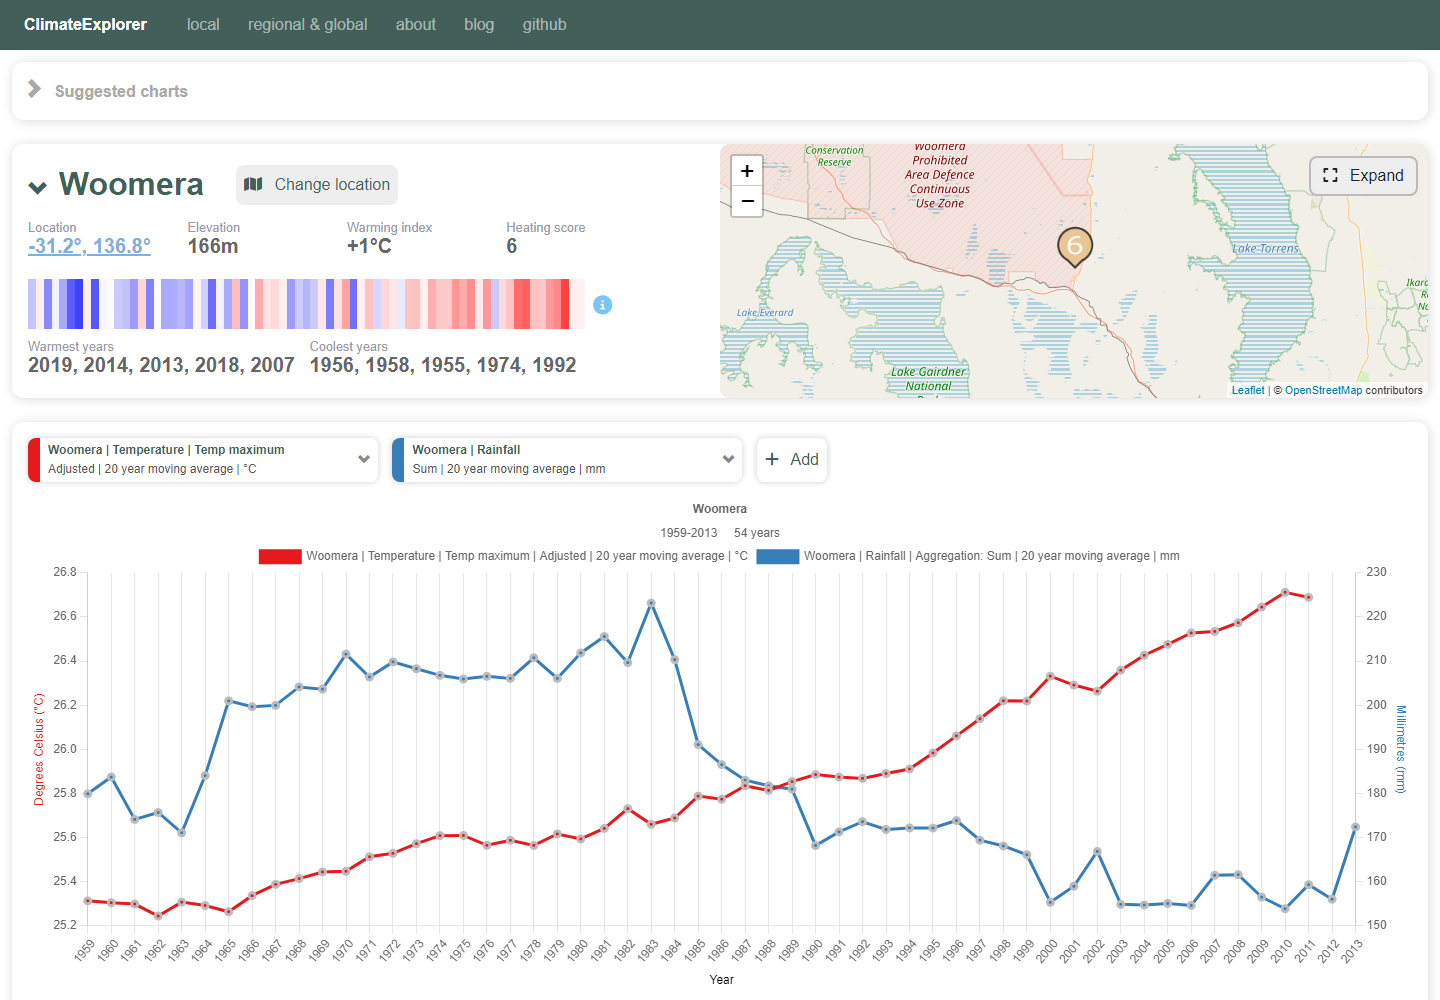 ClimateExplorer local regional & global about blog github
Suggested charts
Woomera Change location
Location Elevation Warming index Heating score
-31.2°, 136.8° 166m +1°C 6
i
Warmest years Coolest years
2019, 2014, 2013, 2018, 2007 1956, 1958, 1955, 1974, 1992
+
−
Conservation
Reserve
Woomera
Prohibited
Area Defence
Continuous
Use Zone
Expand
6
Lake Torrens
Lake Everard
Lake Gairdner
National
Leaflet | © OpenStreetMap contributors
Woomera | Temperature | Temp maximum
Adjusted | 20 year moving average | °C
Woomera | Rainfall
Sum | 20 year moving average | mm
+ Add
Woomera
1959-2013 54 years
Woomera | Temperature | Temp maximum | Adjusted | 20 year moving average | °C Woomera | Rainfall | Aggregation: Sum | 20 year moving average | mm
26.8 230
26.6 220
26.4 210
26.2 200
26.0 190
25.8 180
25.6 170
25.4 160
25.2 150
Degrees Celsius (°C)
Millimetres (mm)
1959 1960 1961 1962 1963 1964 1965 1966 1967 1968 1969 1970 1971 1972 1973 1974 1975 1976 1977 1978 1979 1980 1981 1982 1983 1984 1985 1986 1987 1988 1989 1990 1991 1992 1993 1994 1995 1996 1997 1998 1999 2000 2001 2002 2003 2004 2005 2006 2007 2008 2009 2010 2011 2012 2013
Year